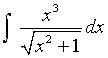 ∫ x³ / √(x² + 1) dx